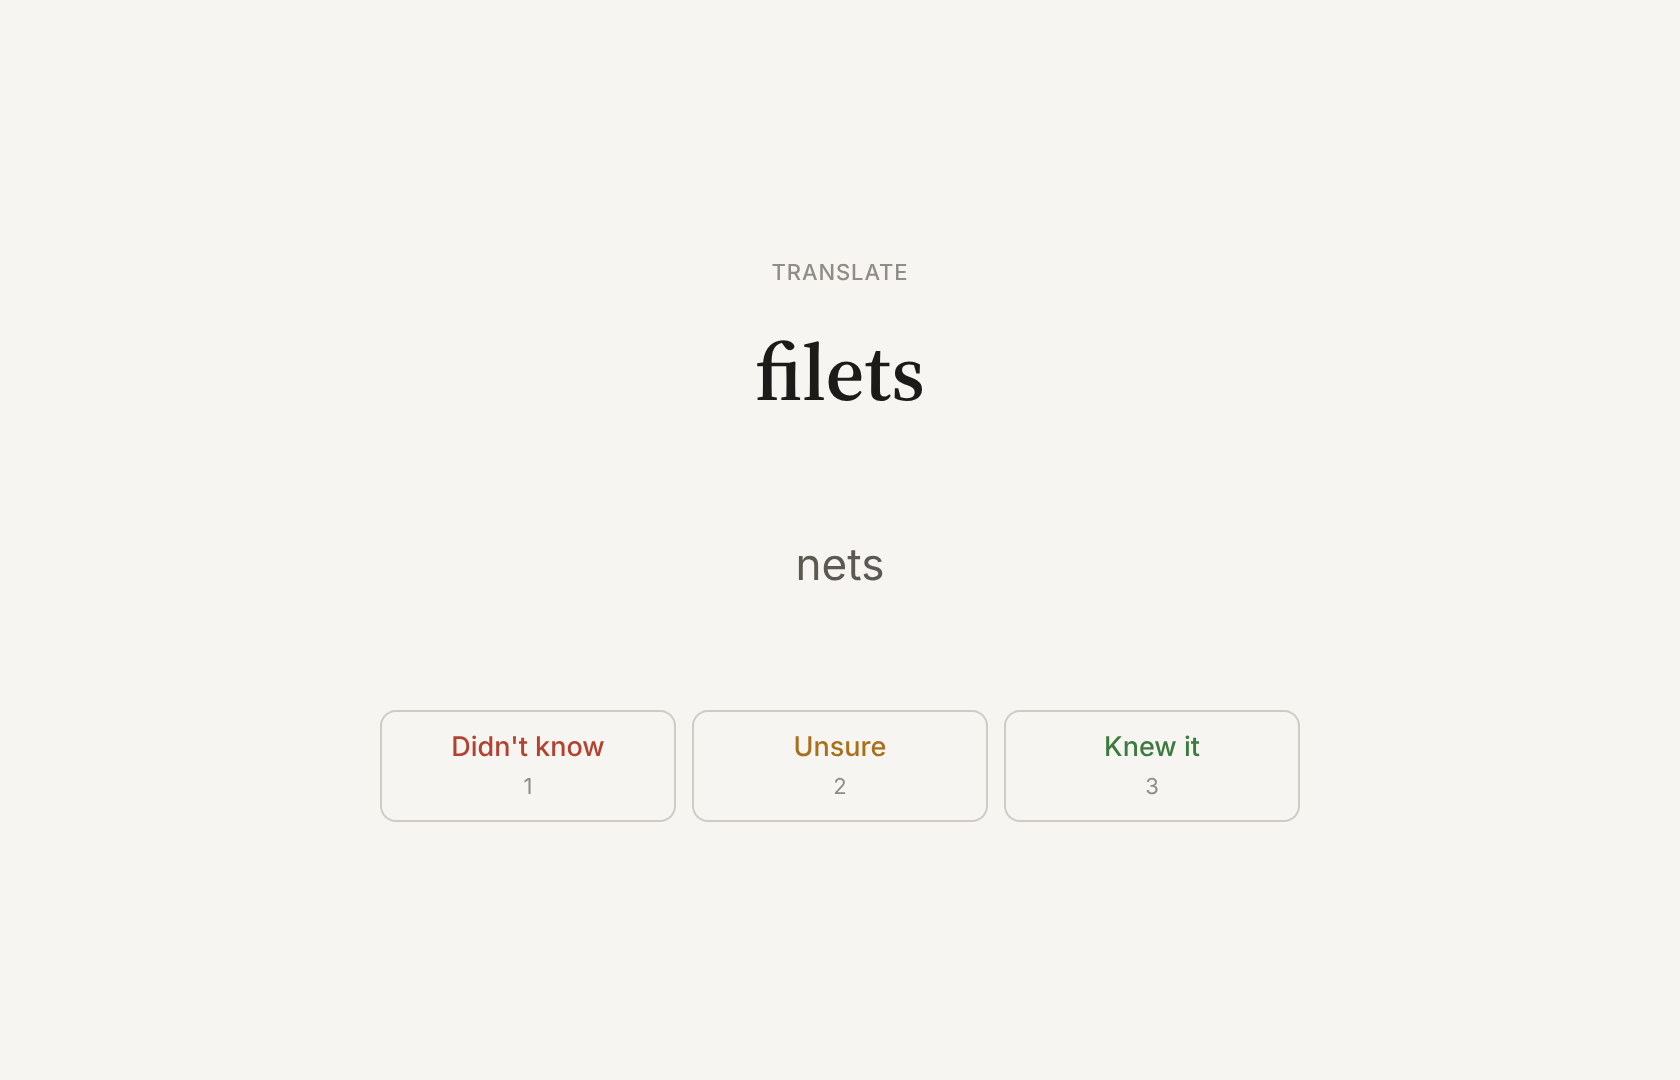 TRANSLATE
filets
nets
Didn't know
1
Unsure
2
Knew it
3